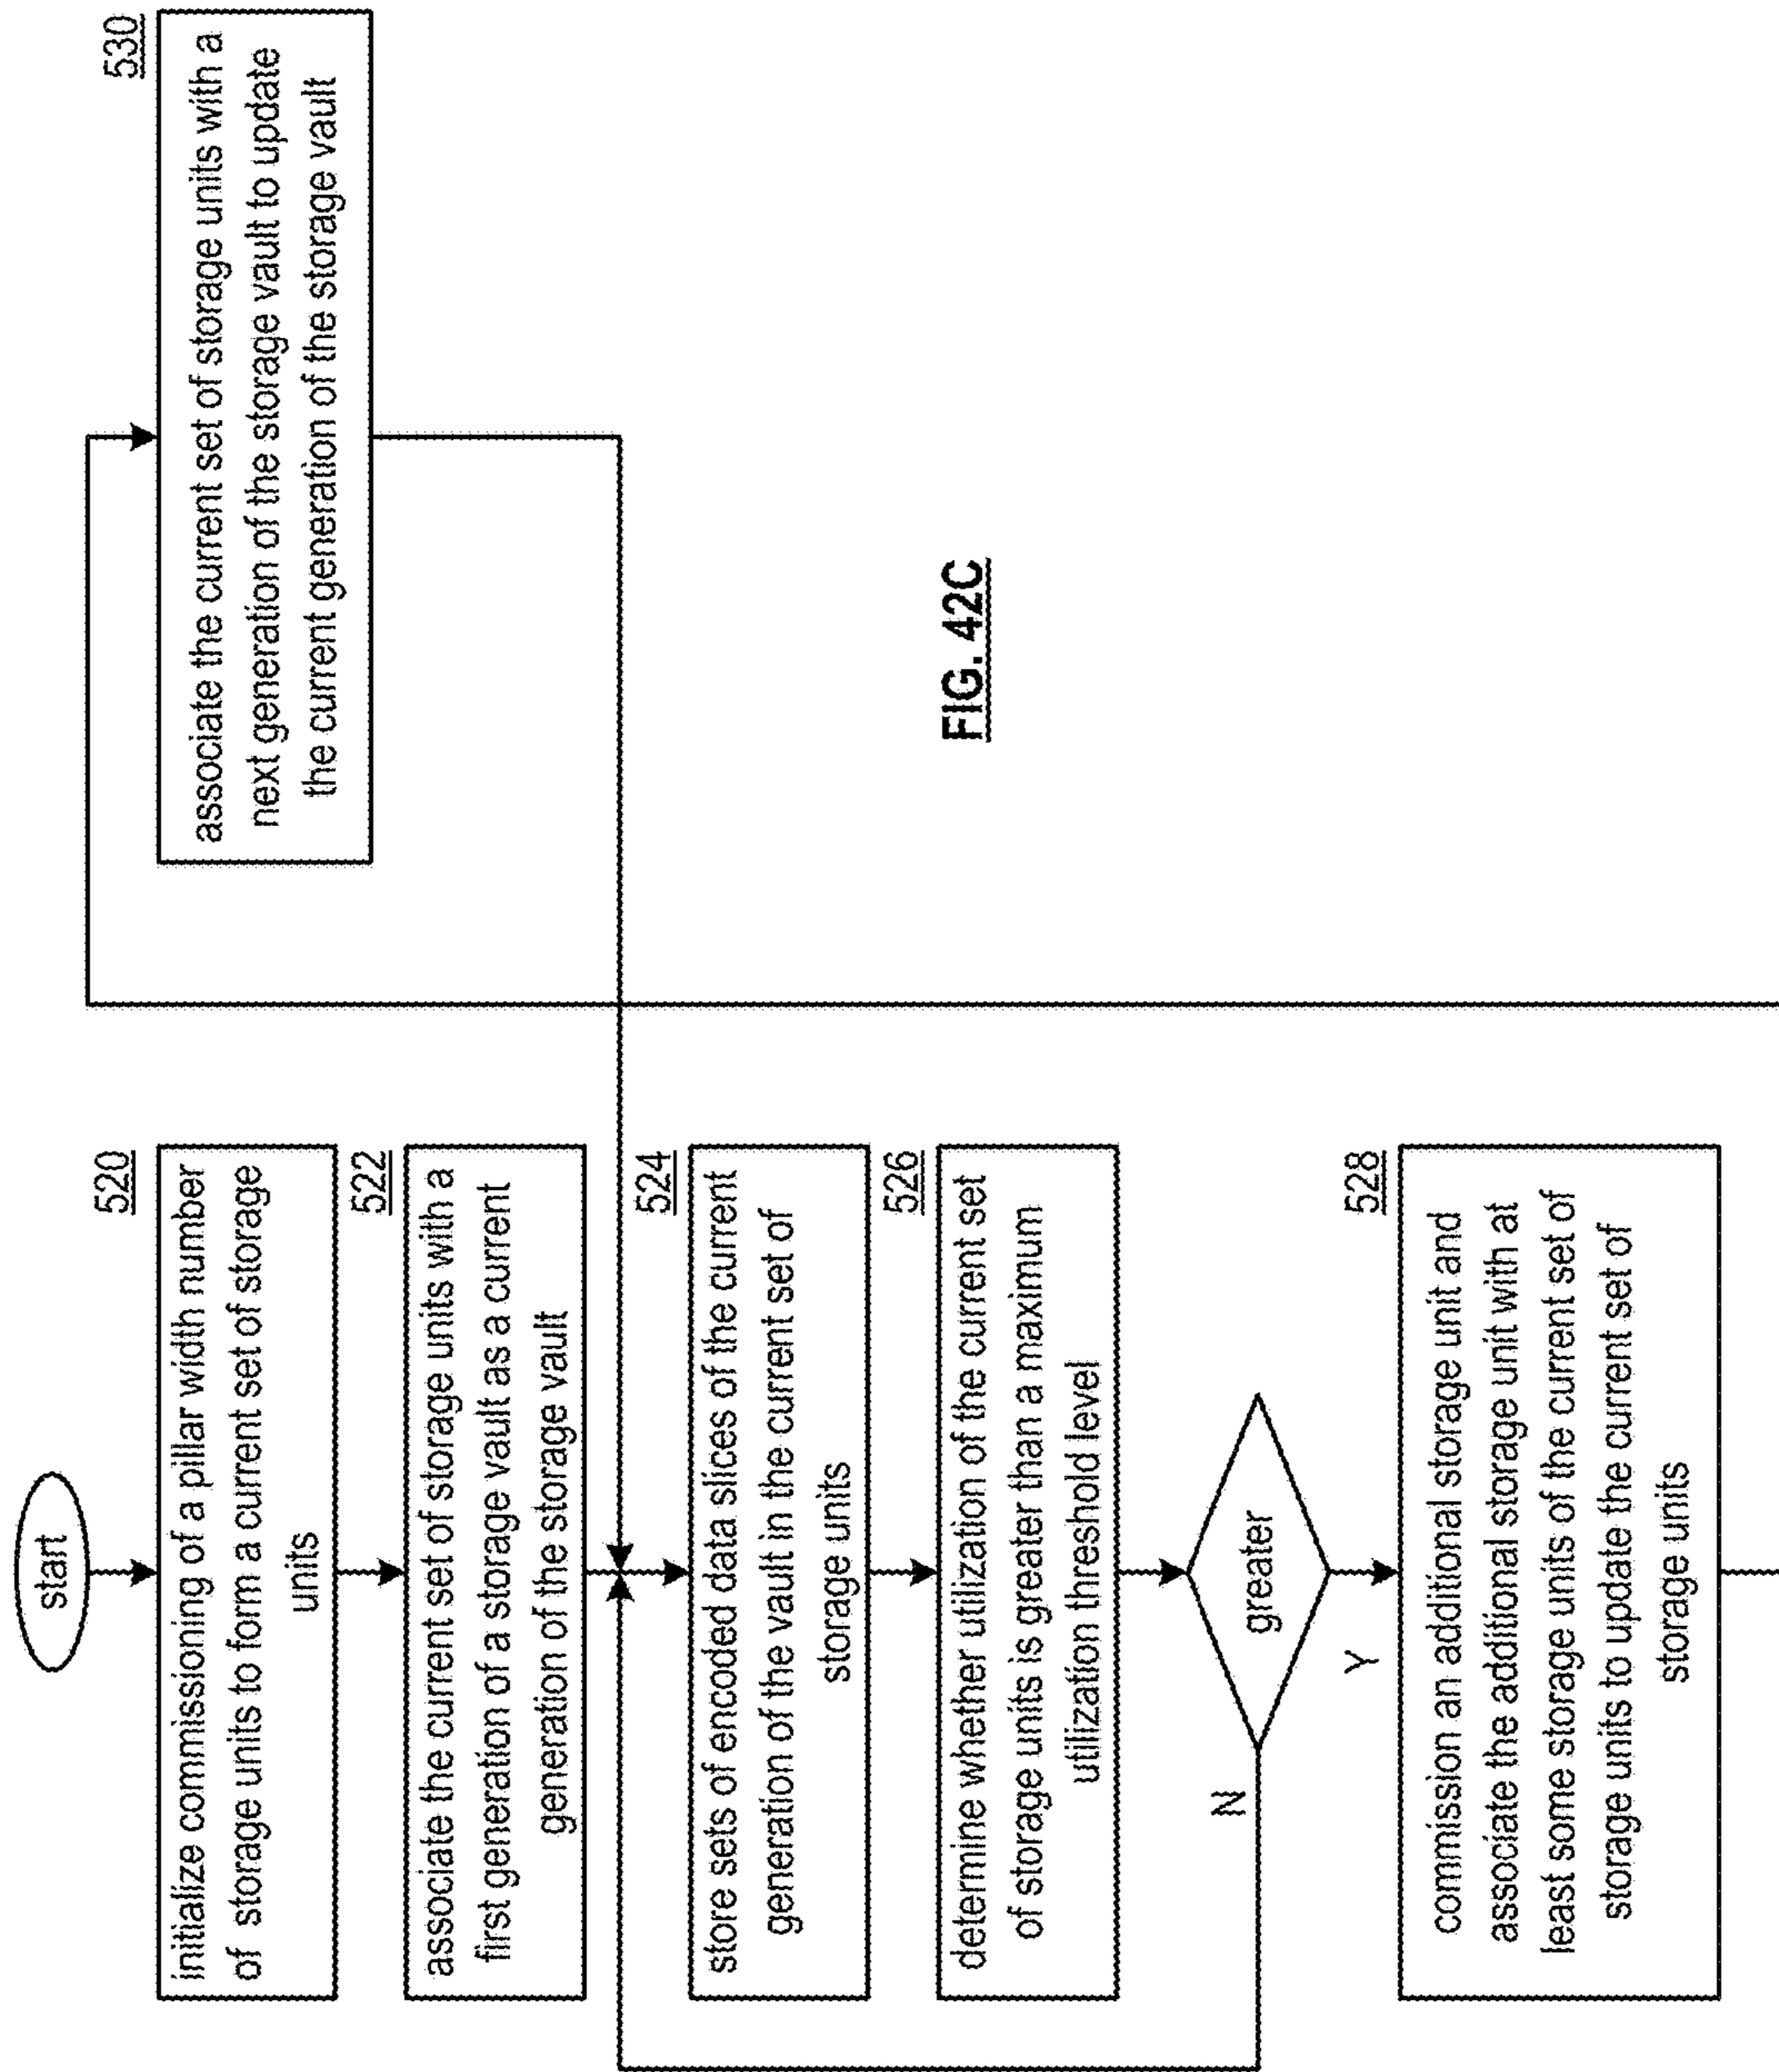 start
520
initialize commissioning of a pillar width number
of storage units to form a current set of storage
units
522
associate the current set of storage units with a
first generation of a storage vault as a current
generation of the storage vault
524
store sets of encoded data slices of the current
generation of the vault in the current set of
storage units
526
determine whether utilization of the current set
of storage units is greater than a maximum
utilization threshold level
greater
N
Y
528
commission an additional storage unit and
associate the additional storage unit with at
least some storage units of the current set of
storage units to update the current set of
storage units
530
associate the current set of storage units with a
next generation of the storage vault to update
the current generation of the storage vault
FIG. 42C